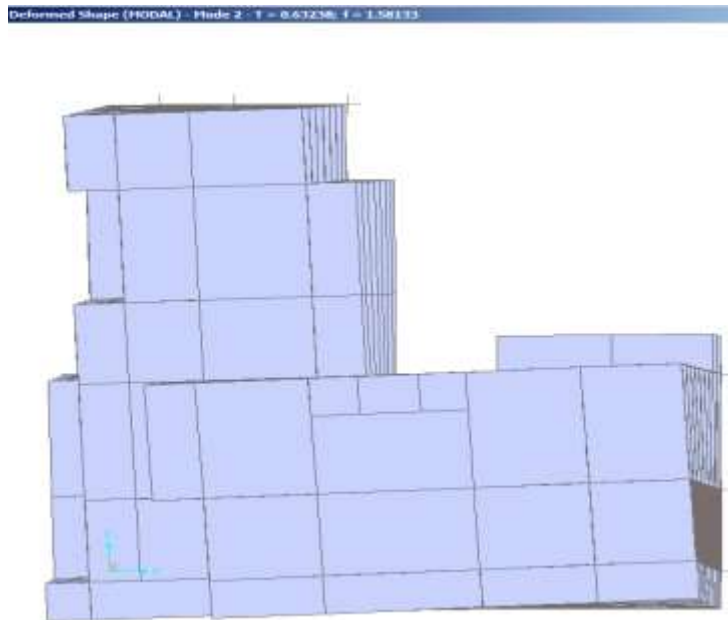 Deformed Shape (MODAL) - Mode 2 - T = 0.63238; f = 1.58133